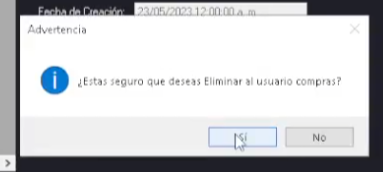 Fecha de Creación: 23/05/2023 12:00:00 a. m.
Advertencia
¿Estas seguro que deseas Eliminar al usuario compras?
Sí
No